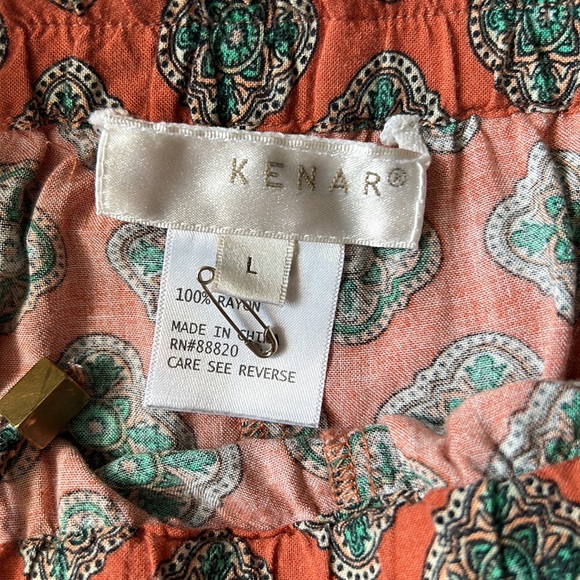 KENAR®
L
100% RAYON
MADE IN CHI
RN#88820
CARE SEE REVERSE